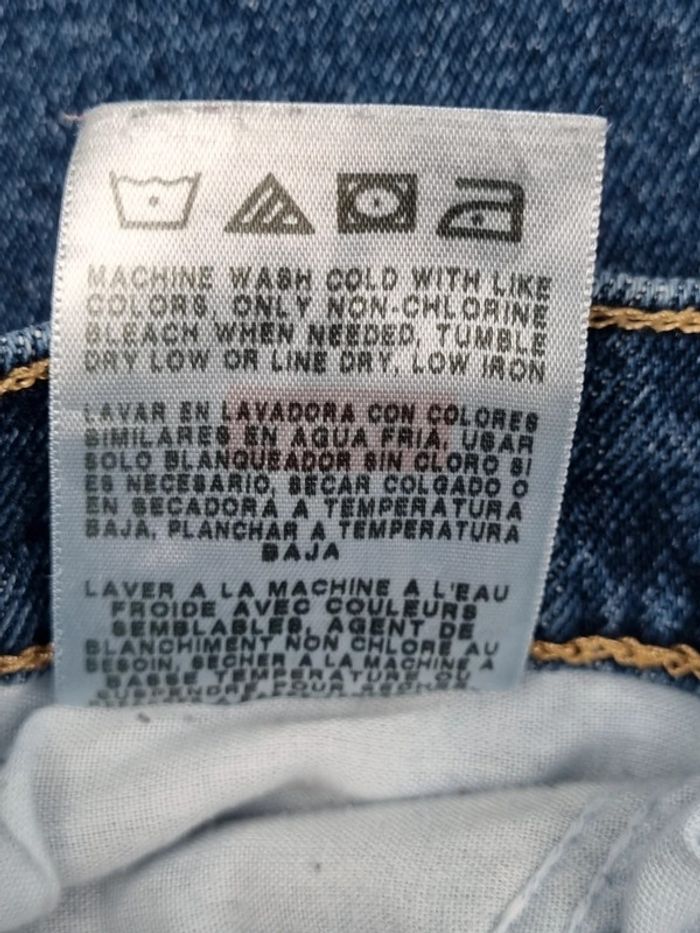 MACHINE WASH COLD WITH LIKE
COLORS, ONLY NON-CHLORINE
BLEACH WHEN NEEDED, TUMBLE
DRY LOW OR LINE DRY, LOW IRON
LAVAR EN LAVADORA CON COLORES
SIMILARES EN AGUA FRIA, USAR
SOLO BLANQUEADOR SIN CLORO SI
ES NECESARIO, SECAR COLGADO O
EN SECADORA A TEMPERATURA
BAJA, PLANCHAR A TEMPERATURA
BAJA
LAVER A LA MACHINE A L'EAU
FROIDE AVEC COULEURS
SEMBLABLES, AGENT DE
BLANCHIMENT NON CHLORE AU
BESOIN, SECHER A LA MACHINE A
BASSE TEMPERATURE OU
SUSPENDRE POUR SECHER